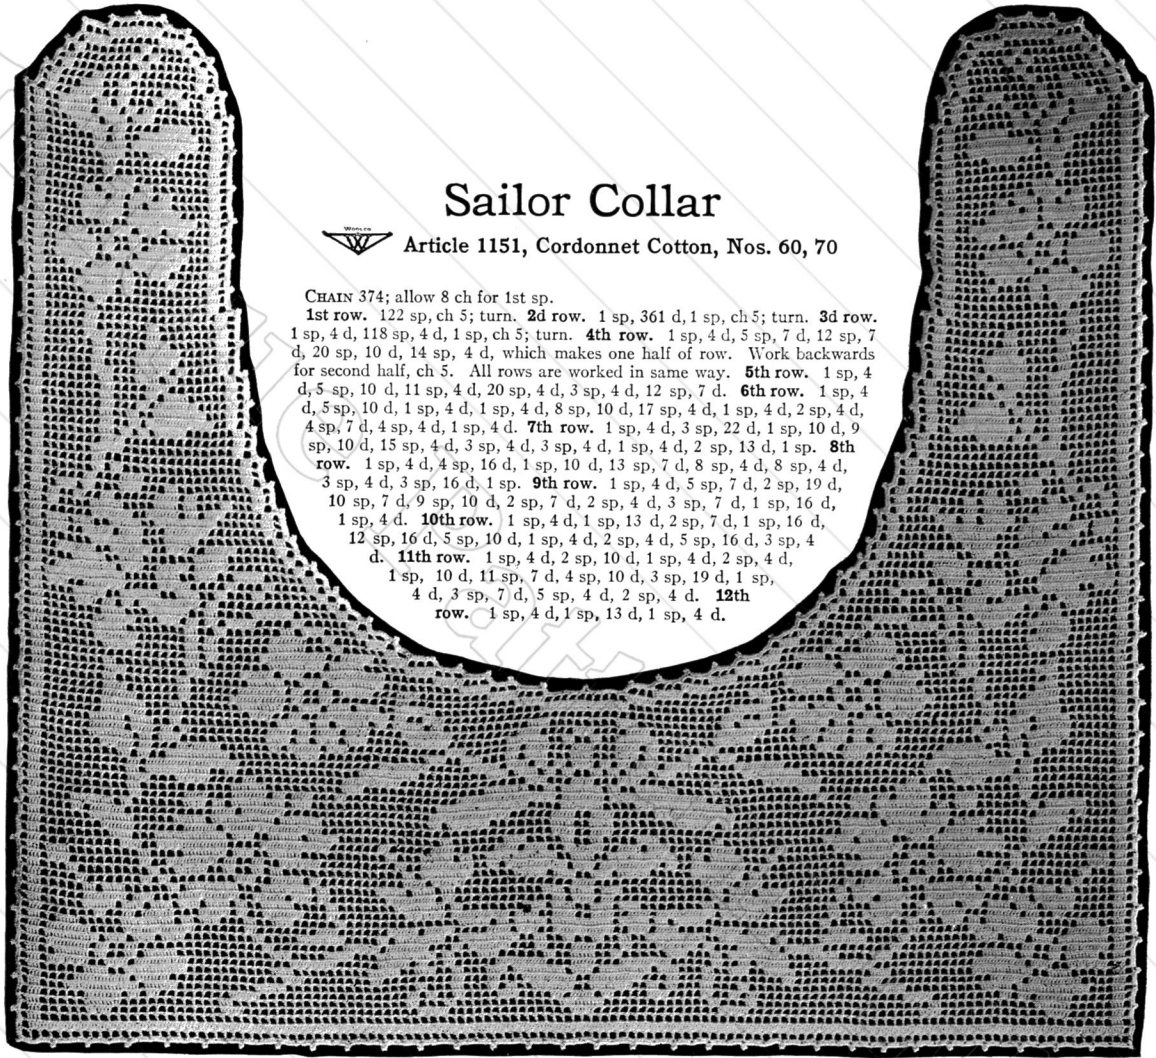 Sailor Collar
WOOLCO
Article 1151, Cordonnet Cotton, Nos. 60, 70
CHAIN 374; allow 8 ch for 1st sp.
1st row. 122 sp, ch 5; turn. 2d row. 1 sp, 361 d, 1 sp, ch 5; turn. 3d row.
1 sp, 4 d, 118 sp, 4 d, 1 sp, ch 5; turn. 4th row. 1 sp, 4 d, 5 sp, 7 d, 12 sp, 7
d, 20 sp, 10 d, 14 sp, 4 d, which makes one half of row. Work backwards
for second half, ch 5. All rows are worked in same way. 5th row. 1 sp, 4
d, 5 sp, 10 d, 11 sp, 4 d, 20 sp, 4 d, 3 sp, 4 d, 12 sp, 7 d. 6th row. 1 sp, 4
d, 5 sp, 10 d, 1 sp, 4 d, 1 sp, 4 d, 8 sp, 10 d, 17 sp, 4 d, 1 sp, 4 d, 2 sp, 4 d,
4 sp, 7 d, 4 sp, 4 d, 1 sp, 4 d. 7th row. 1 sp, 4 d, 3 sp, 22 d, 1 sp, 10 d, 9
sp, 10 d, 15 sp, 4 d, 3 sp, 4 d, 3 sp, 4 d, 1 sp, 4 d, 2 sp, 13 d, 1 sp. 8th
row. 1 sp, 4 d, 4 sp, 16 d, 1 sp, 10 d, 13 sp, 7 d, 8 sp, 4 d, 8 sp, 4 d,
3 sp, 4 d, 3 sp, 16 d, 1 sp. 9th row. 1 sp, 4 d, 5 sp, 7 d, 2 sp, 19 d,
10 sp, 7 d, 9 sp, 10 d, 2 sp, 7 d, 2 sp, 4 d, 3 sp, 7 d, 1 sp, 16 d,
1 sp, 4 d. 10th row. 1 sp, 4 d, 1 sp, 13 d, 2 sp, 7 d, 1 sp, 16 d,
12 sp, 16 d, 5 sp, 10 d, 1 sp, 4 d, 2 sp, 4 d, 5 sp, 16 d, 3 sp, 4
d. 11th row. 1 sp, 4 d, 2 sp, 10 d, 1 sp, 4 d, 2 sp, 4 d,
1 sp, 10 d, 11 sp, 7 d, 4 sp, 10 d, 3 sp, 19 d, 1 sp,
4 d, 3 sp, 7 d, 5 sp, 4 d, 2 sp, 4 d. 12th
row. 1 sp, 4 d, 1 sp, 13 d, 1 sp, 4 d.